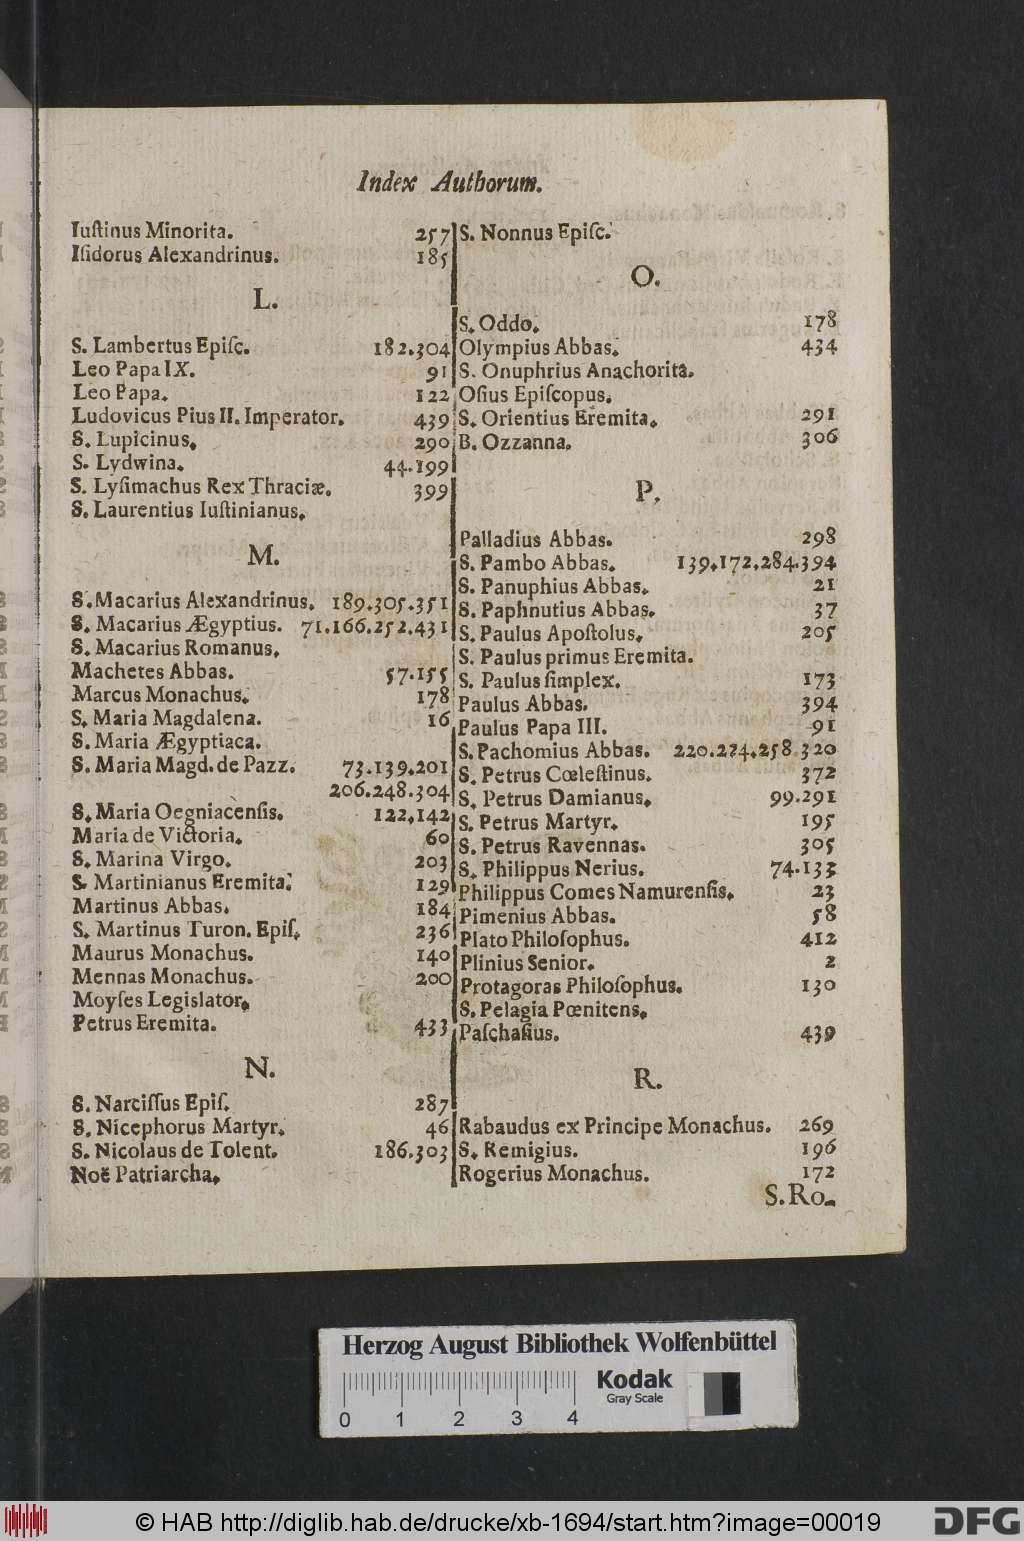 Index Authorum.
Iuſtinus Minorita. 257
Iſidorus Alexandrinus. 185
L.
S. Lambertus Epiſc. 182.304
Leo Papa IX. 91
Leo Papa. 122
Ludovicus Pius II. Imperator. 439
S. Lupicinus. 290
S. Lydwina. 44.199
S. Lyſimachus Rex Thraciæ. 399
S. Laurentius Iuſtinianus.
M.
S. Macarius Alexandrinus. 189.305.351
S. Macarius Ægyptius. 71.166.252.431
S. Macarius Romanus.
Machetes Abbas. 57.155
Marcus Monachus. 178
S. Maria Magdalena. 16
S. Maria Ægyptiaca.
S. Maria Magd. de Pazz. 73.139.201
206.248.304
S. Maria Oegniacenſis. 122.142
Maria de Victoria. 60
S. Marina Virgo. 203
S. Martinianus Eremita. 129
Martinus Abbas. 184
S. Martinus Turon. Epiſ. 236
Maurus Monachus. 140
Mennas Monachus. 200
Moyſes Legislator.
Petrus Eremita. 433
N.
S. Narciſſus Epiſ. 287
S. Nicephorus Martyr. 46
S. Nicolaus de Tolent. 186.303
Noë Patriarcha.
S. Nonnus Epiſc.
O.
S. Oddo. 178
Olympius Abbas. 434
S. Onuphrius Anachorita.
Oſius Epiſcopus.
S. Orientius Eremita. 291
B. Ozzanna. 306
P.
Palladius Abbas. 298
S. Pambo Abbas. 139.172.284.394
S. Panuphius Abbas. 21
S. Paphnutius Abbas. 37
S. Paulus Apoſtolus. 205
S. Paulus primus Eremita.
S. Paulus ſimplex. 173
Paulus Abbas. 394
Paulus Papa III. 91
S. Pachomius Abbas. 220.224.258.320
S. Petrus Cœleſtinus. 372
S. Petrus Damianus. 99.291
S. Petrus Martyr. 195
S. Petrus Ravennas. 305
S. Philippus Nerius. 74.133
Philippus Comes Namurenſis. 23
Pimenius Abbas. 58
Plato Philoſophus. 412
Plinius Senior. 2
Protagoras Philoſophus. 130
S. Pelagia Pœnitens.
Paſchaſius. 439
R.
Rabaudus ex Principe Monachus. 269
S. Remigius. 196
Rogerius Monachus. 172
S. Ro-
Herzog August Bibliothek Wolfenbüttel
Kodak
Gray Scale
0 1 2 3 4
© HAB http://diglib.hab.de/drucke/xb-1694/start.htm?image=00019
DFG